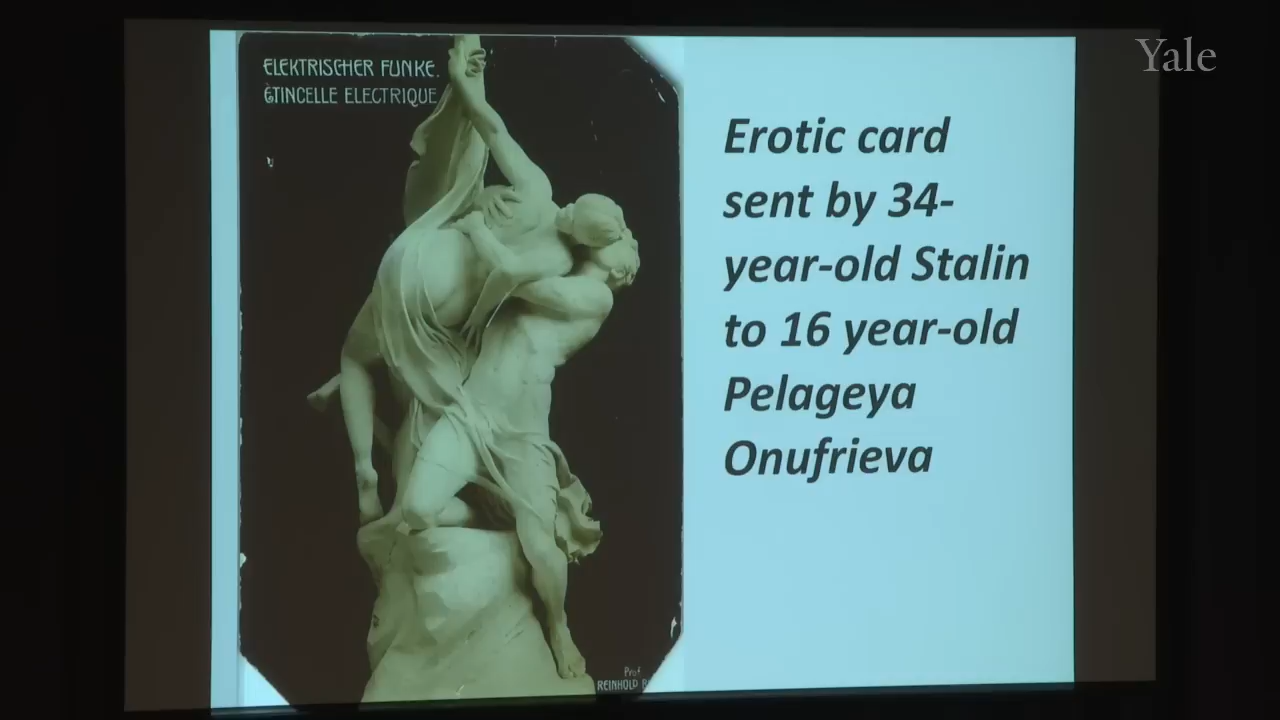 ELEKTRISCHER FUNKE.
ÉTINCELLE ELECTRIQUE
Prof
REINHOLD
Erotic card
sent by 34-
year-old Stalin
to 16 year-old
Pelageya
Onufrieva
Yale